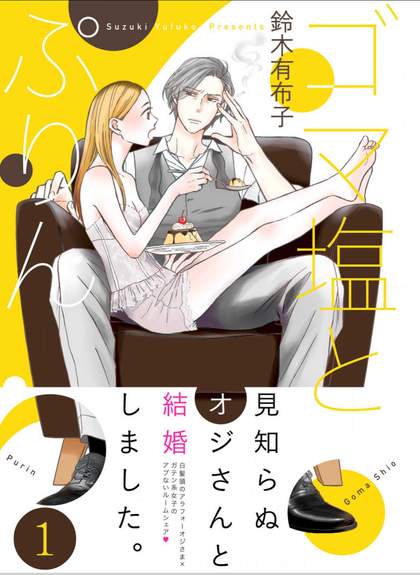 Suzuki Yufuko Presents
鈴木有布子
ゴマ塩と
ぷりん
見知らぬ
オジさんと
結婚
しました。
白髪頭のアラフォーオジさま×
ガテン系女子の
アブないルームシェア♥
Purin
Goma Shio
1